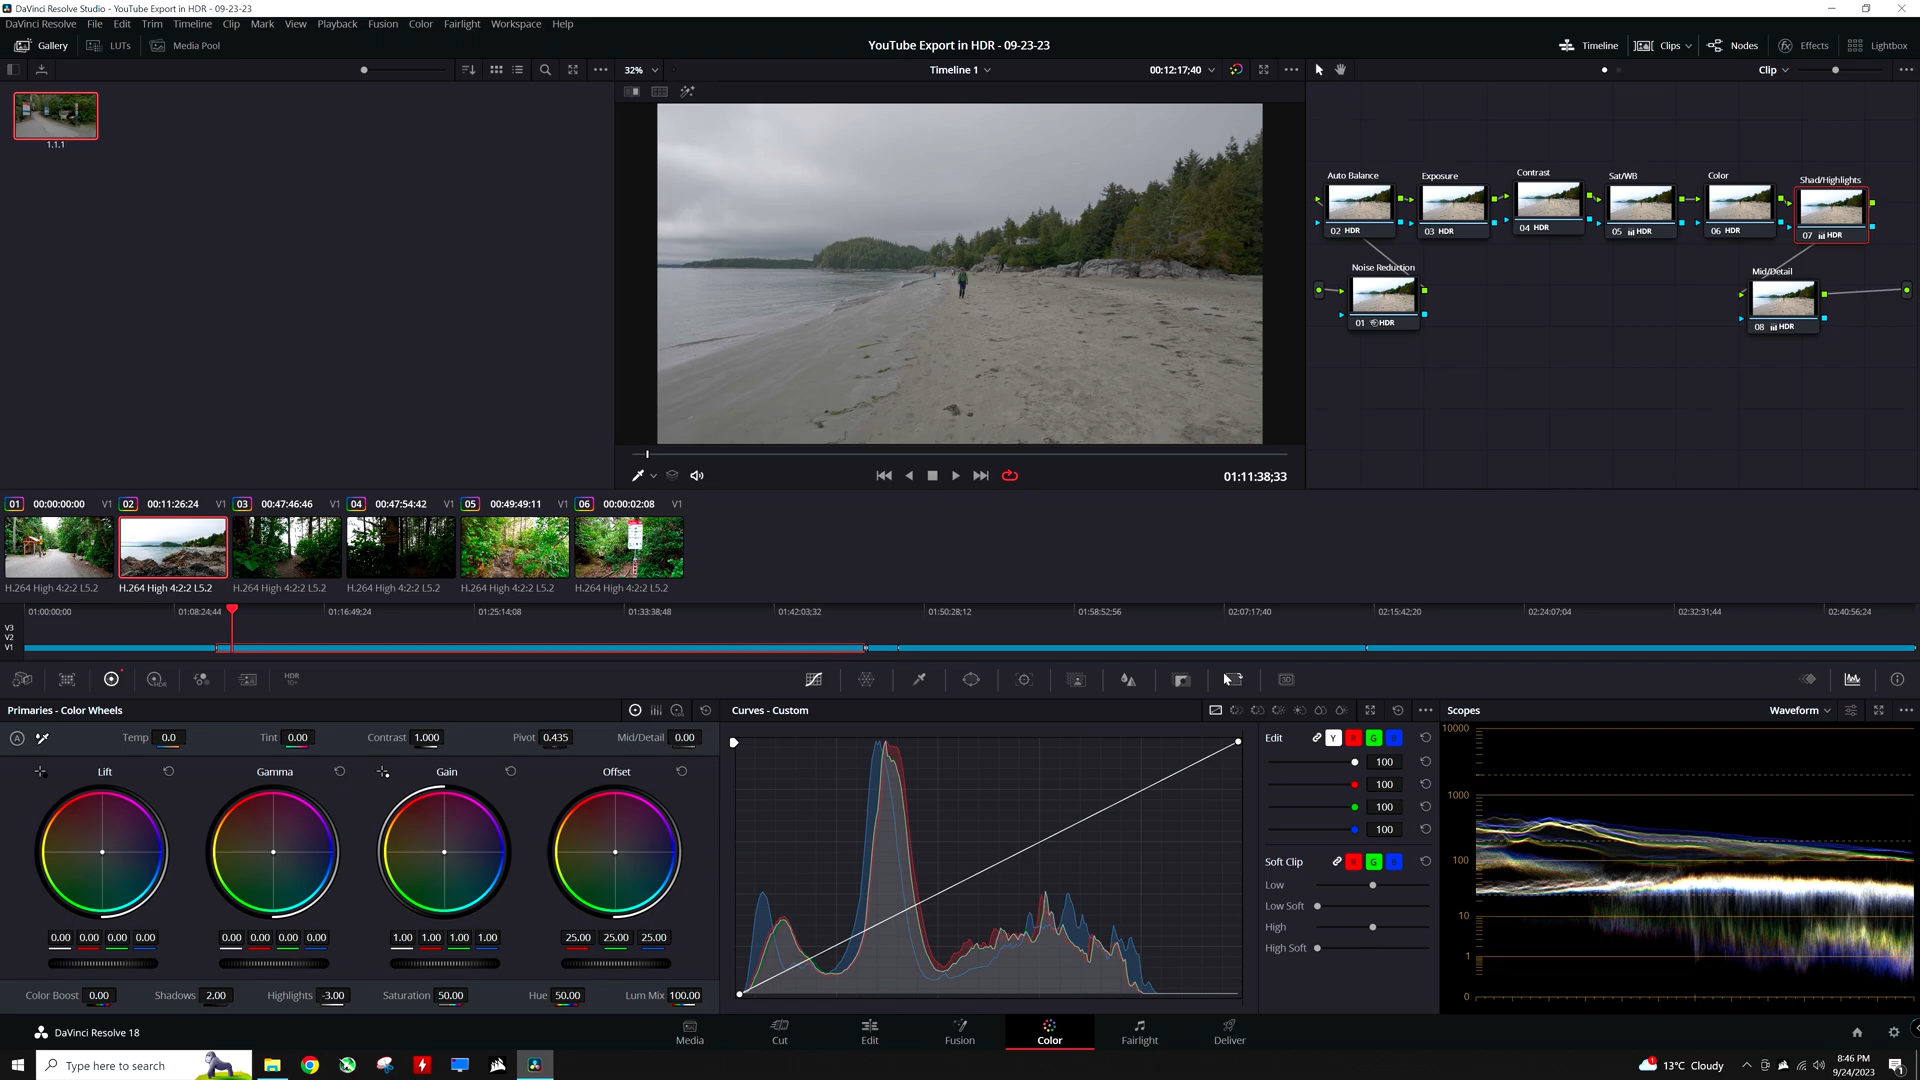 DaVinci Resolve Studio - YouTube Export in HDR - 09-23-23
DaVinci Resolve File Edit Trim Timeline Clip Mark View Playback Fusion Color Fairlight Workspace Help
Gallery LUTs Media Pool YouTube Export in HDR - 09-23-23 Timeline Clips Nodes Effects Lightbox
32% Timeline 1 00:12:17;40 Clip
1.1.1
Auto Balance Exposure Contrast Sat/WB Color Shad/Highlights
02 HDR 03 HDR 04 HDR 05 HDR 06 HDR 07 HDR
Noise Reduction Mid/Detail
01 HDR 08 HDR
01:11:38;33
01 00:00:00:00 V1 02 00:11:26:24 V1 03 00:47:46:46 V1 04 00:47:54:42 V1 05 00:49:49:11 V1 06 00:00:02:08 V1
H.264 High 4:2:2 L5.2 H.264 High 4:2:2 L5.2 H.264 High 4:2:2 L5.2 H.264 High 4:2:2 L5.2 H.264 High 4:2:2 L5.2 H.264 High 4:2:2 L5.2
01:00:00;00 01:08:24;44 01:16:49;24 01:25:14;08 01:33:38;48 01:42:03;32 01:50:28;12 01:58:52;56 02:07:17;40 02:15:42;20 02:24:07;04 02:32:31;44 02:40:56;24
V3
V2
V1
HDR HDR 10+ 3D
Primaries - Color Wheels Curves - Custom Scopes Waveform
A Temp 0.0 Tint 0.00 Contrast 1.000 Pivot 0.435 Mid/Detail 0.00
Lift Gamma Gain Offset
0.00 0.00 0.00 0.00 0.00 0.00 0.00 0.00 1.00 1.00 1.00 1.00 25.00 25.00 25.00
Color Boost 0.00 Shadows 2.00 Highlights -3.00 Saturation 50.00 Hue 50.00 Lum Mix 100.00
Edit Y R G B
100
100
100
100
Soft Clip R G B
Low
Low Soft
High
High Soft
10000
1000
100
10
1
0
DaVinci Resolve 18 Media Cut Edit Fusion Color Fairlight Deliver
Type here to search 1 13°C Cloudy 8:46 PM
9/24/2023 1